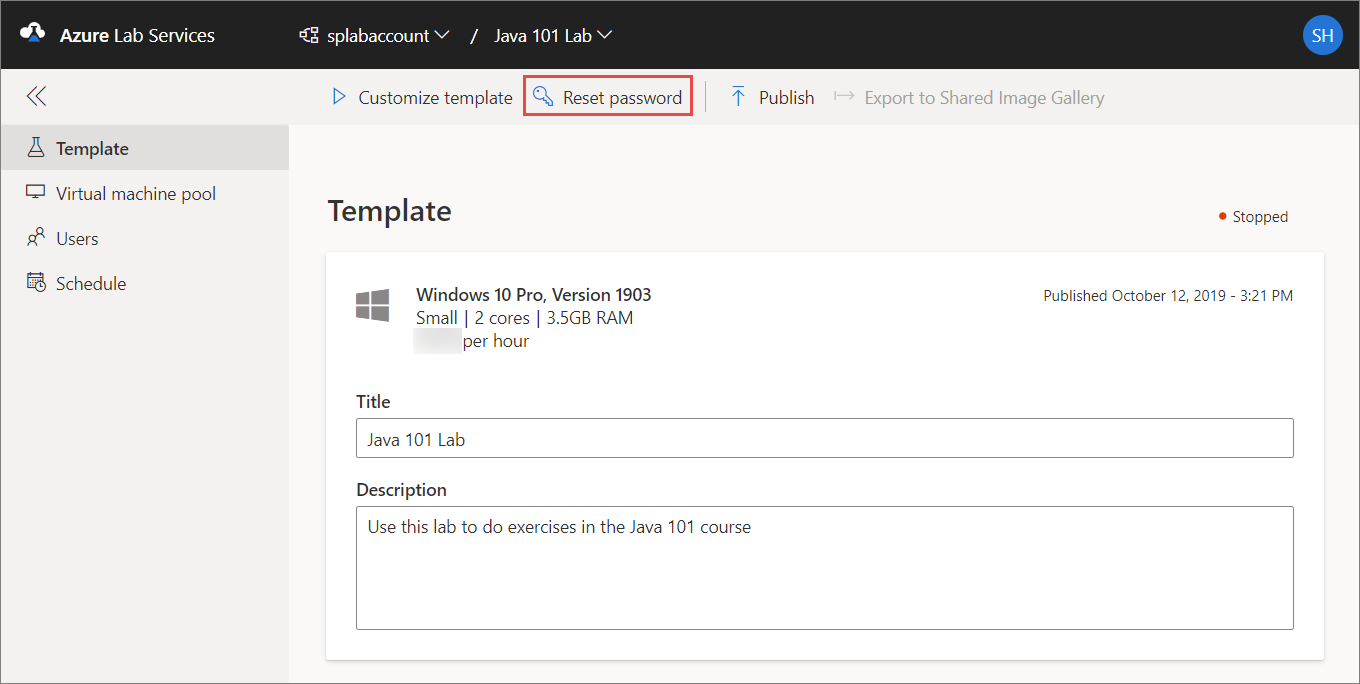 Azure Lab Services splabaccount / Java 101 Lab SH
Customize template Reset password Publish Export to Shared Image Gallery
Template
Virtual machine pool
Users
Schedule
Template
Stopped
Windows 10 Pro, Version 1903
Published October 12, 2019 - 3:21 PM
Small | 2 cores | 3.5GB RAM
per hour
Title
Java 101 Lab
Description
Use this lab to do exercises in the Java 101 course